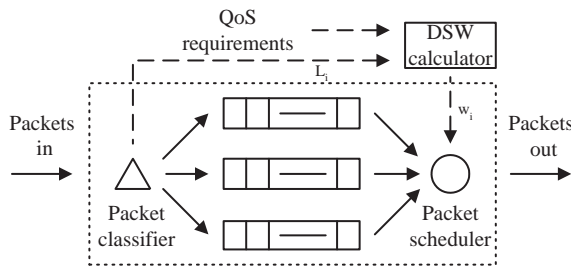 QoS
requirements
DSW
calculator
L_i
w_i
Packets
in
Packets
out
Packet
classifier
Packet
scheduler